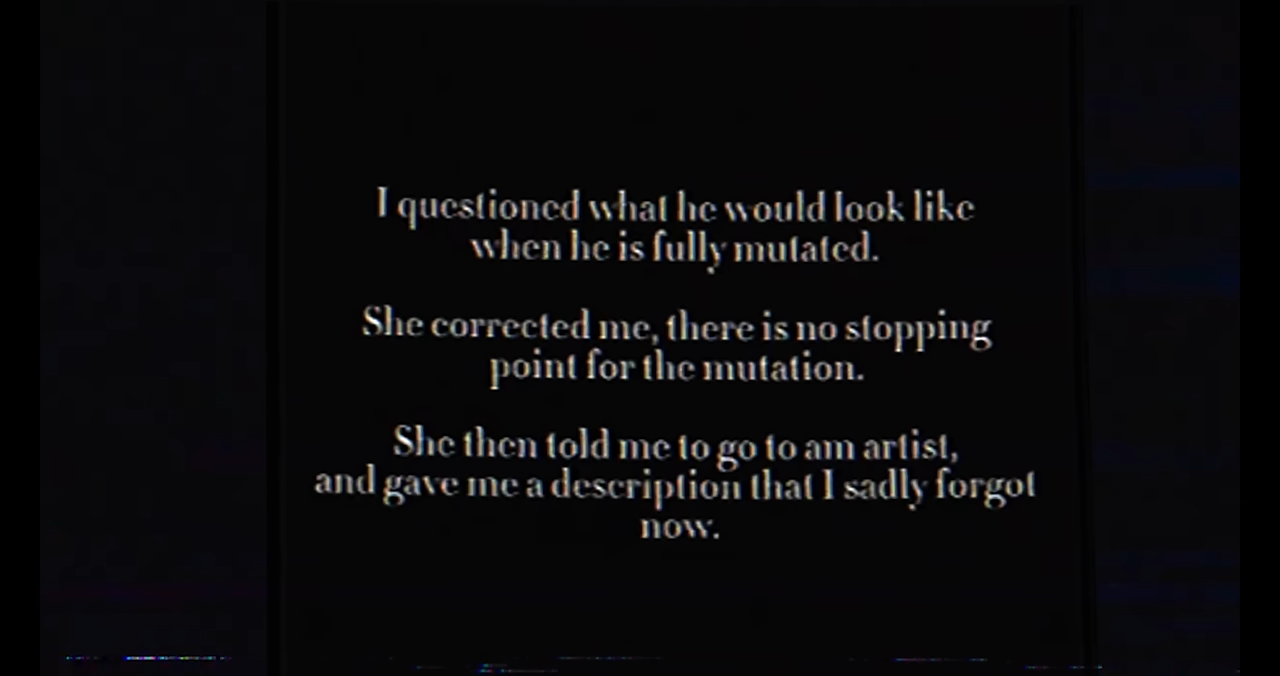 I questioned what he would look like
when he is fully mutated.
She corrected me, there is no stopping
point for the mutation.
She then told me to go to am artist,
and gave me a description that I sadly forgot
now.